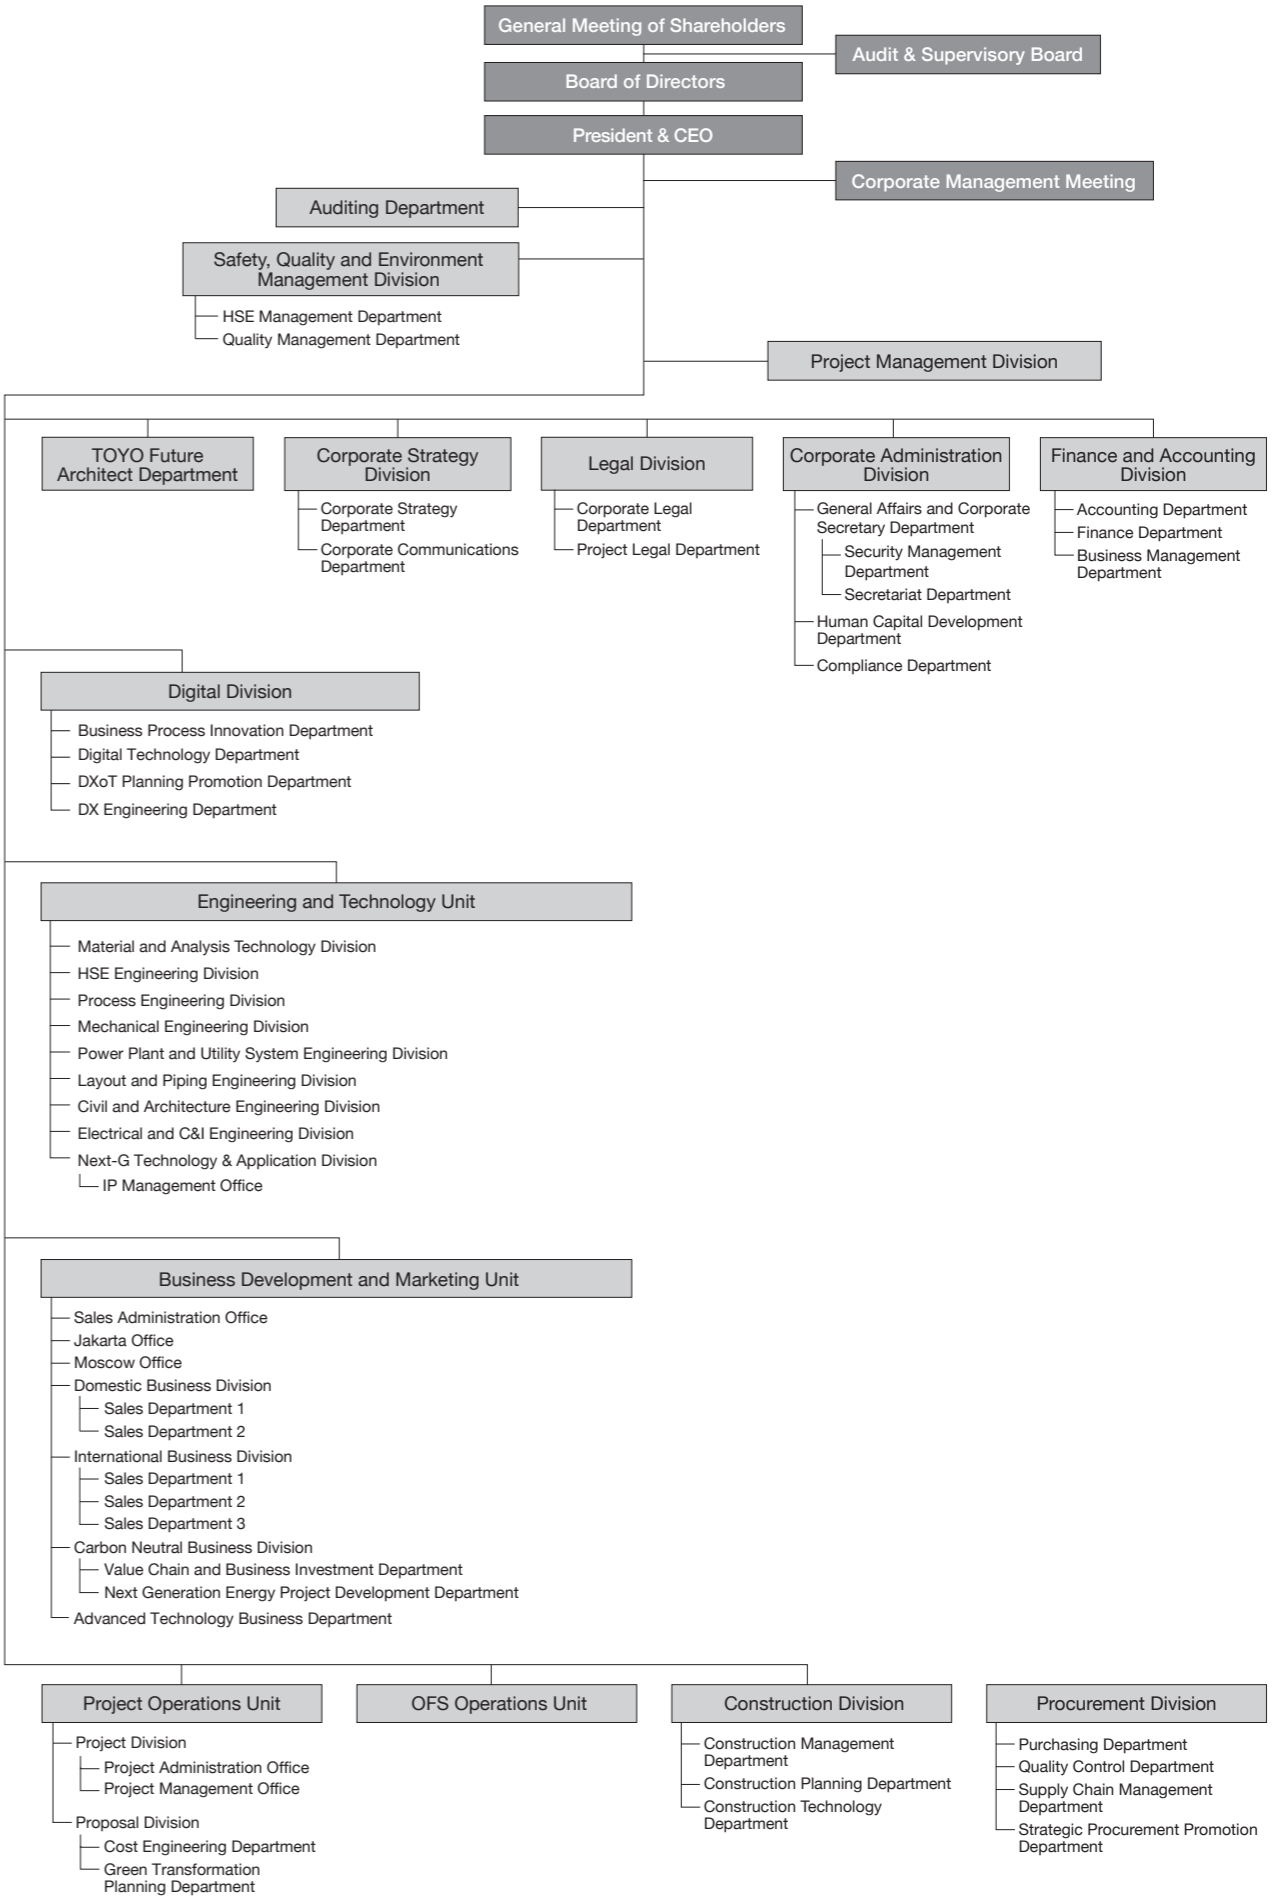 General Meeting of Shareholders
Audit & Supervisory Board
Board of Directors
President & CEO
Corporate Management Meeting
Auditing Department
Safety, Quality and Environment
Management Division
HSE Management Department
Quality Management Department
Project Management Division
TOYO Future
Architect Department
Corporate Strategy
Division
Corporate Strategy
Department
Corporate Communications
Department
Legal Division
Corporate Legal
Department
Project Legal Department
Corporate Administration
Division
General Affairs and Corporate
Secretary Department
Security Management
Department
Secretariat Department
Human Capital Development
Department
Compliance Department
Finance and Accounting
Division
Accounting Department
Finance Department
Business Management
Department
Digital Division
Business Process Innovation Department
Digital Technology Department
DXoT Planning Promotion Department
DX Engineering Department
Engineering and Technology Unit
Material and Analysis Technology Division
HSE Engineering Division
Process Engineering Division
Mechanical Engineering Division
Power Plant and Utility System Engineering Division
Layout and Piping Engineering Division
Civil and Architecture Engineering Division
Electrical and C&I Engineering Division
Next-G Technology & Application Division
IP Management Office
Business Development and Marketing Unit
Sales Administration Office
Jakarta Office
Moscow Office
Domestic Business Division
Sales Department 1
Sales Department 2
International Business Division
Sales Department 1
Sales Department 2
Sales Department 3
Carbon Neutral Business Division
Value Chain and Business Investment Department
Next Generation Energy Project Development Department
Advanced Technology Business Department
Project Operations Unit
Project Division
Project Administration Office
Project Management Office
Proposal Division
Cost Engineering Department
Green Transformation
Planning Department
OFS Operations Unit
Construction Division
Construction Management
Department
Construction Planning Department
Construction Technology
Department
Procurement Division
Purchasing Department
Quality Control Department
Supply Chain Management
Department
Strategic Procurement Promotion
Department